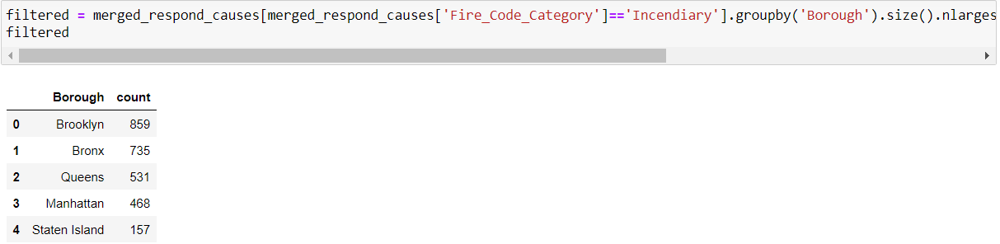 filtered = merged_respond_causes[merged_respond_causes['Fire_Code_Category']=='Incendiary'].groupby('Borough').size().nlarges
filtered
Borough count
0 Brooklyn 859
1 Bronx 735
2 Queens 531
3 Manhattan 468
4 Staten Island 157